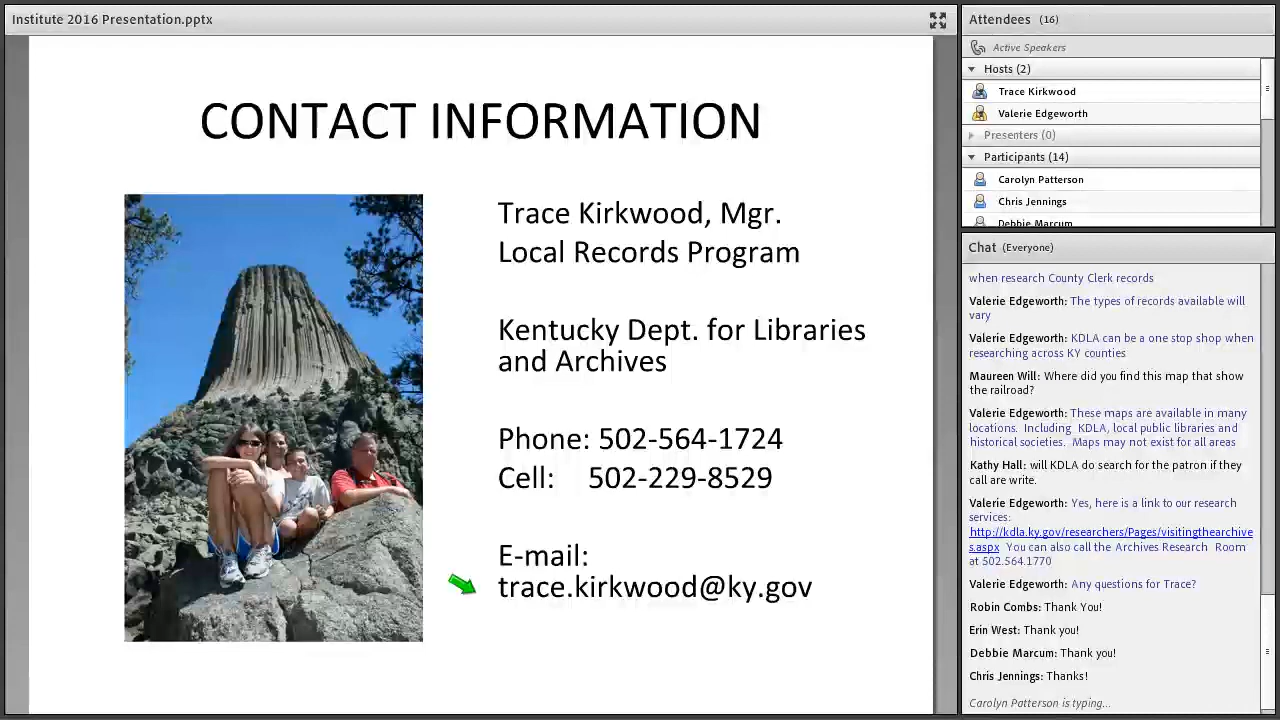 Institute 2016 Presentation.pptx
CONTACT INFORMATION
Trace Kirkwood, Mgr.
Local Records Program
Kentucky Dept. for Libraries
and Archives
Phone: 502-564-1724
Cell: 502-229-8529
E-mail:
trace.kirkwood@ky.gov
Attendees (16)
Active Speakers
Hosts (2)
Trace Kirkwood
Valerie Edgeworth
Presenters (0)
Participants (14)
Carolyn Patterson
Chris Jennings
Debbie Marcum
Chat (Everyone)
when research County Clerk records
Valerie Edgeworth: The types of records available will
vary
Valerie Edgeworth: KDLA can be a one stop shop when
researching across KY counties
Maureen Will: Where did you find this map that show
the railroad?
Valerie Edgeworth: These maps are available in many
locations. Including KDLA, local public libraries and
historical societies. Maps may not exist for all areas
Kathy Hall: will KDLA do search for the patron if they
call are write.
Valerie Edgeworth: Yes, here is a link to our research
services:
http://kdla.ky.gov/researchers/Pages/visitingthearchive
s.aspx You can also call the Archives Research Room
at 502.564.1770
Valerie Edgeworth: Any questions for Trace?
Robin Combs: Thank You!
Erin West: Thank you!
Debbie Marcum: Thank you!
Chris Jennings: Thanks!
Carolyn Patterson is typing...